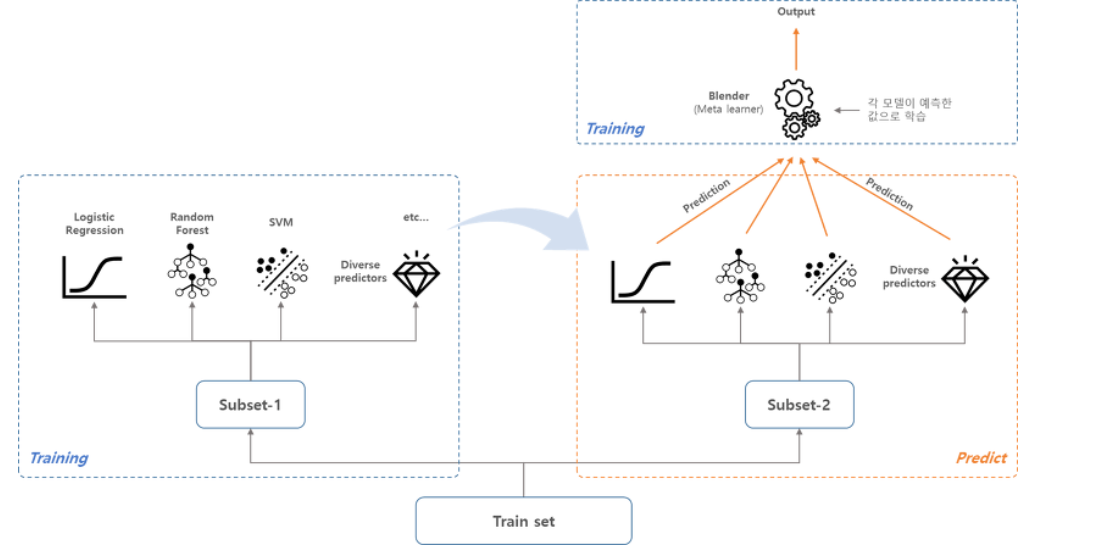 Output
Blender
(Meta learner)
각 모델이 예측한
값으로 학습
Training
Prediction
Prediction
Logistic
Regression
Random
Forest
SVM
etc...
Diverse
predictors
Diverse
predictors
Subset-1
Subset-2
Training
Predict
Train set